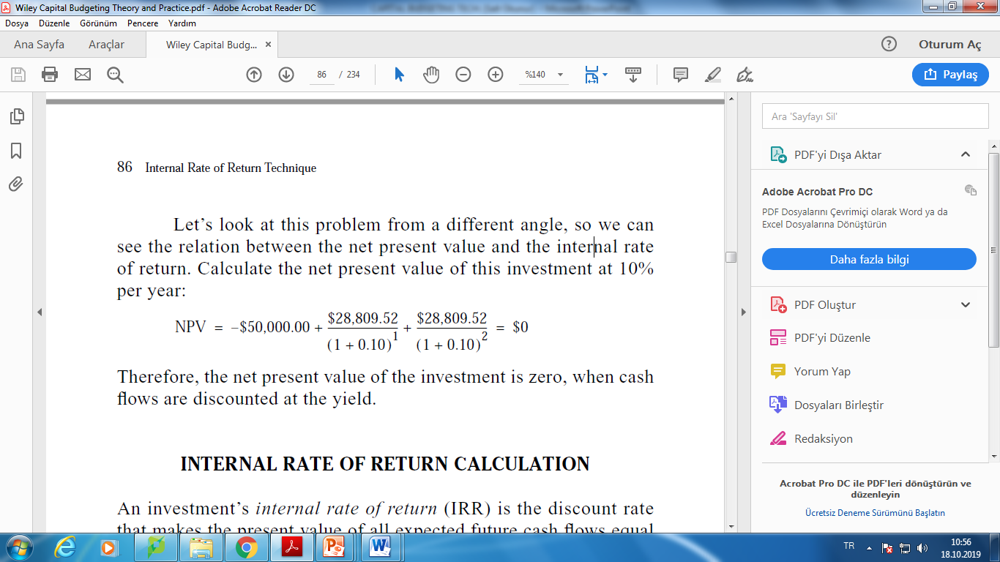 Wiley Capital Budgeting Theory and Practice.pdf - Adobe Acrobat Reader DC
Dosya Düzenle Görünüm Pencere Yardım
Ana Sayfa Araçlar Wiley Capital Budg... × Oturum Aç
86 / 234 %140 Paylaş
Ara 'Sayfayı Sil'
86 Internal Rate of Return Technique
Let's look at this problem from a different angle, so we can
see the relation between the net present value and the internal rate
of return. Calculate the net present value of this investment at 10%
per year:
NPV = –$50,000.00 + $28,809.52 / (1 + 0.10)^1 + $28,809.52 / (1 + 0.10)^2 = $0
Therefore, the net present value of the investment is zero, when cash
flows are discounted at the yield.
INTERNAL RATE OF RETURN CALCULATION
An investment's internal rate of return (IRR) is the discount rate
that makes the present value of all expected future cash flows equal
PDF'yi Dışa Aktar
Adobe Acrobat Pro DC
PDF Dosyalarını Çevrimiçi olarak Word ya da
Excel Dosyalarına Dönüştürün
Daha fazla bilgi
PDF Oluştur
PDF'yi Düzenle
Yorum Yap
Dosyaları Birleştir
Redaksiyon
Acrobat Pro DC ile PDF'leri dönüştürün ve
düzenleyin
Ücretsiz Deneme Sürümünü Başlatın
TR
10:56
18.10.2019